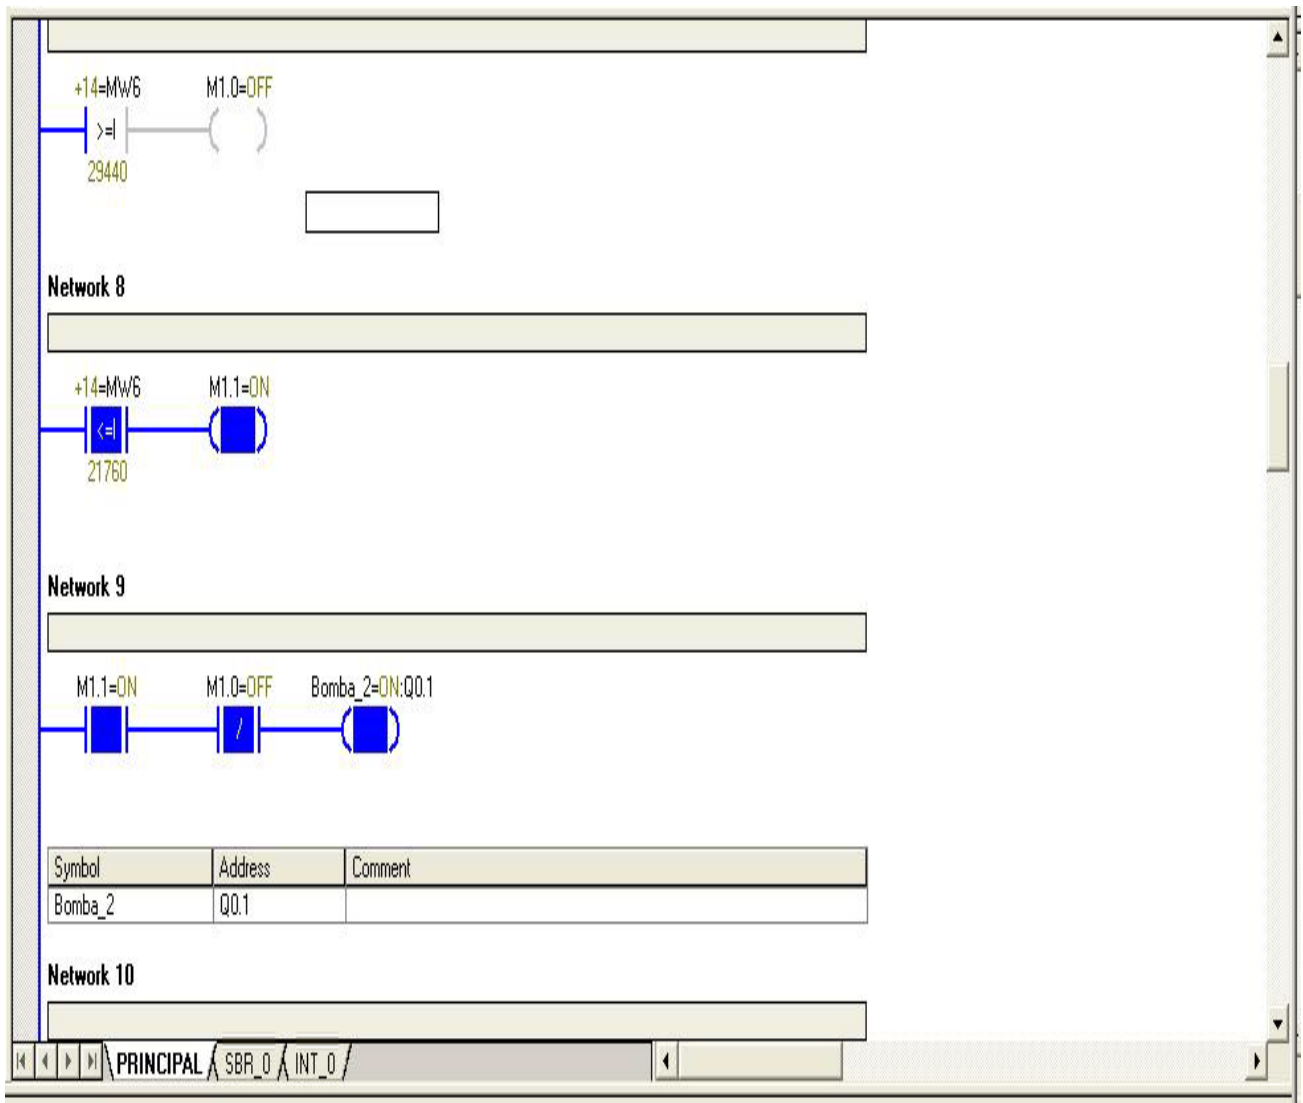 +14=MW6 M1.0=OFF
>=I
29440
Network 8
+14=MW6 M1.1=ON
<=I
21760
Network 9
M1.1=ON M1.0=OFF Bomba_2=ON:Q0.1
/
Symbol Address Comment
Bomba_2 Q0.1
Network 10
PRINCIPAL SBR_0 INT_0